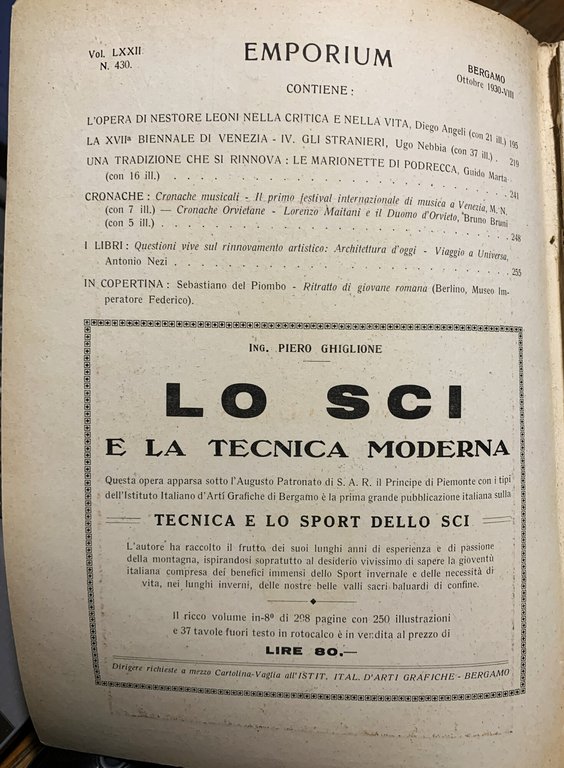 Vol. LXXII
N. 430.
EMPORIUM
BERGAMO
Ottobre 1930-VIII
CONTIENE :
L'OPERA DI NESTORE LEONI NELLA CRITICA E NELLA VITA, Diego Angeli (con 21 ill.) 195
LA XVIIª BIENNALE DI VENEZIA - IV. GLI STRANIERI, Ugo Nebbia (con 37 ill.) . 219
UNA TRADIZIONE CHE SI RINNOVA : LE MARIONETTE DI PODRECCA, Guido Marta
(con 16 ill.) . . . . . . . . . . . . . . . . . . . . 241
CRONACHE : Cronache musicali - Il primo festival internazionale di musica a Venezia, M. N.
(con 7 ill.) — Cronache Orvietane - Lorenzo Maitani e il Duomo d'Orvieto, Bruno Bruni
(con 5 ill.) . . . . . . . . . . . . . . . . . . . . 248
I LIBRI : Questioni vive sul rinnovamento artistico: Architettura d'oggi - Viaggio a Universa,
Antonio Nezi . . . . . . . . . . . . . . . . . . . . 255
IN COPERTINA : Sebastiano del Piombo - Ritratto di giovane romana (Berlino, Museo Im-
peratore Federico).
ING. PIERO GHIGLIONE
LO SCI
E LA TECNICA MODERNA
Questa opera apparsa sotto l'Augusto Patronato di S. A. R. il Principe di Piemonte con i tipi
dell'Istituto Italiano d'Arti Grafiche di Bergamo è la prima grande pubblicazione italiana sulla
TECNICA E LO SPORT DELLO SCI
L'autore ha raccolto il frutto, dei suoi lunghi anni di esperienza e di passione
della montagna, ispirandosi sopratutto al desiderio vivissimo di sapere la gioventù
italiana compresa dei benefici immensi dello Sport invernale e delle necessità di
vita, nei lunghi inverni, delle nostre belle valli sacri baluardi di confine.
Il ricco volume in-8º di 298 pagine con 250 illustrazioni
e 37 tavole fuori testo in rotocalco è in vendita al prezzo di
LIRE 80.—
Dirigere richieste a mezzo Cartolina-Vaglia all'ISTIT. ITAL. D'ARTI GRAFICHE - BERGAMO